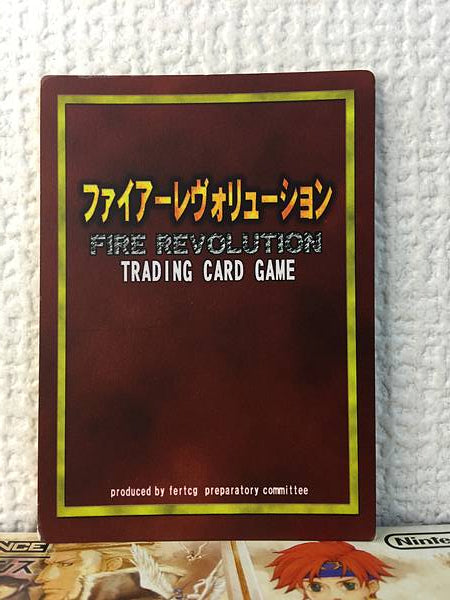 ファイアーレヴォリューション
FIRE REVOLUTION
TRADING CARD GAME
produced by fertcg preparatory committee